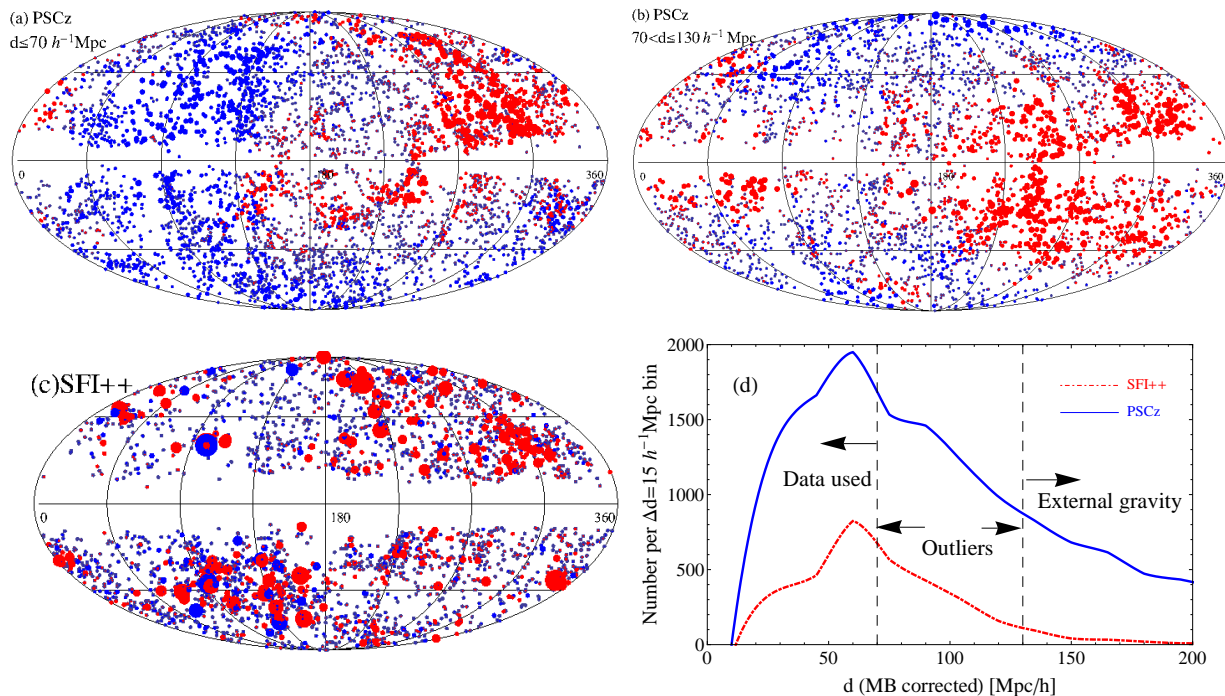 (a) PSCz
d≤70 h⁻¹Mpc
0
180
360
(b) PSCz
70<d≤130 h⁻¹ Mpc
0
180
360
(c)SFI++
0
180
360
(d)
Number per Δd=15 h⁻¹Mpc bin
2000
1500
1000
500
0
SFI++
PSCz
Data used
Outliers
External gravity
0 50 100 150 200
d (MB corrected) [Mpc/h]